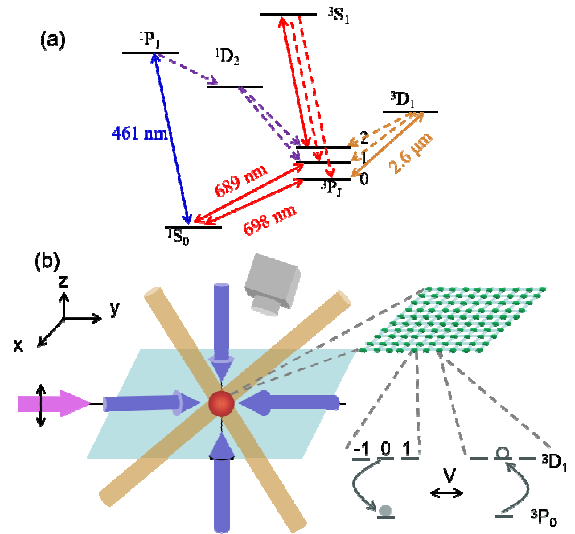 (a)
³S₁
¹P₁
¹D₂
³D₁
461 nm
2
1
0
2.6 μm
689 nm
³P_J
698 nm
¹S₀
(b)
z
y
x
-1 0 1
³D₁
V
³P₀